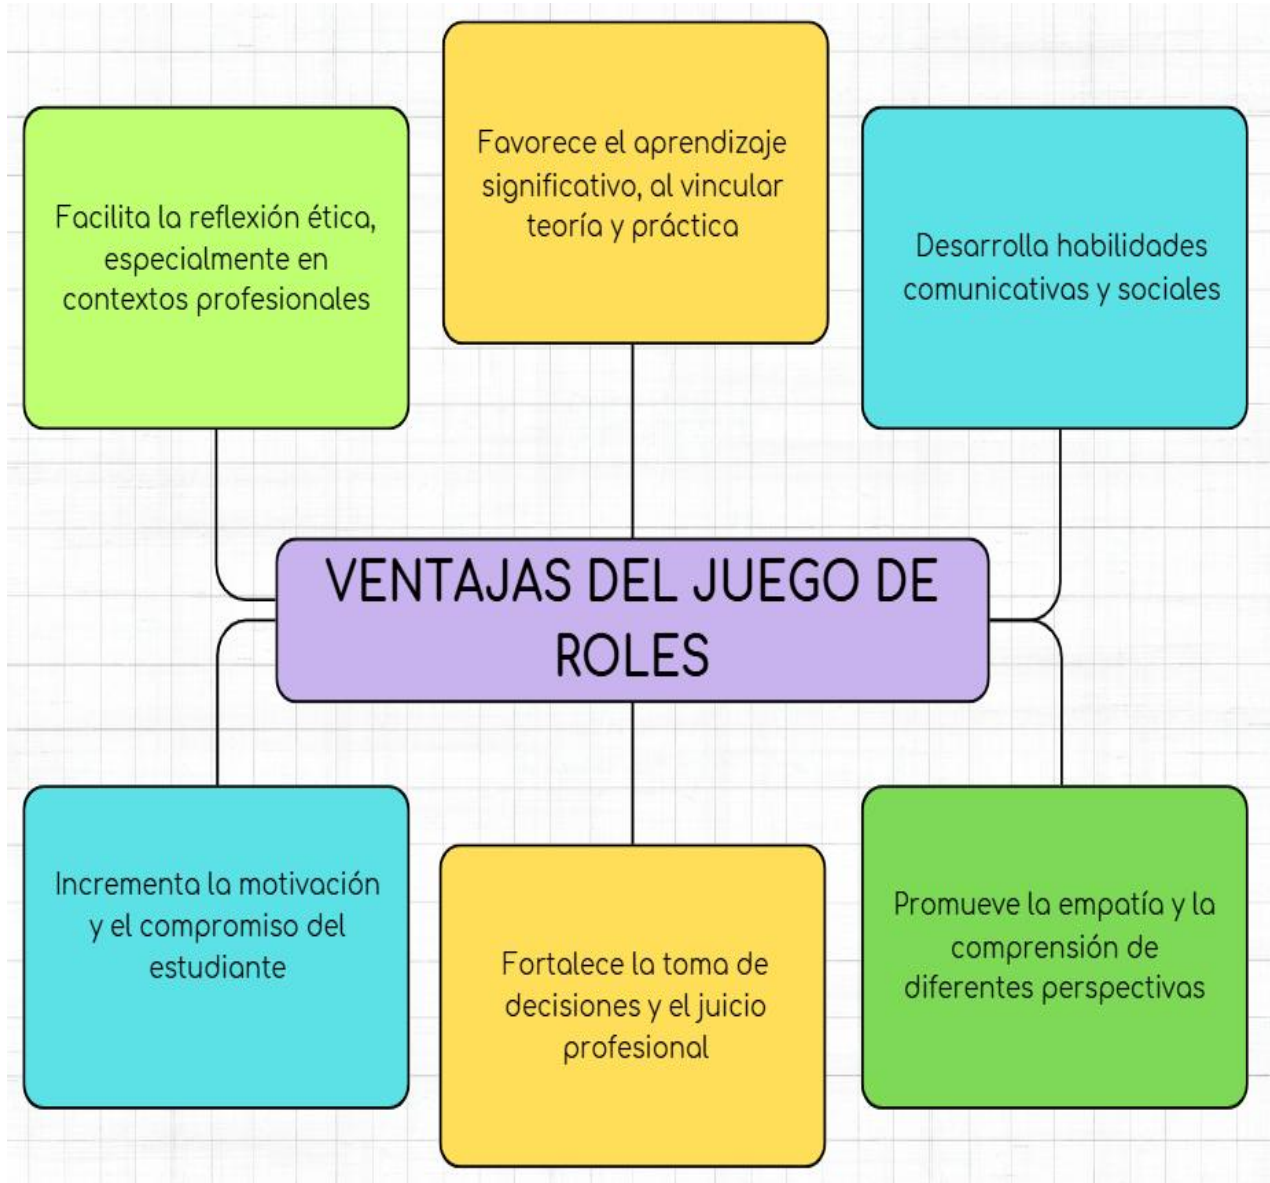 Favorece el aprendizaje
significativo, al vincular
teoría y práctica
Facilita la reflexión ética,
especialmente en
contextos profesionales
Desarrolla habilidades
comunicativas y sociales
VENTAJAS DEL JUEGO DE
ROLES
Incrementa la motivación
y el compromiso del
estudiante
Fortalece la toma de
decisiones y el juicio
profesional
Promueve la empatía y la
comprensión de
diferentes perspectivas